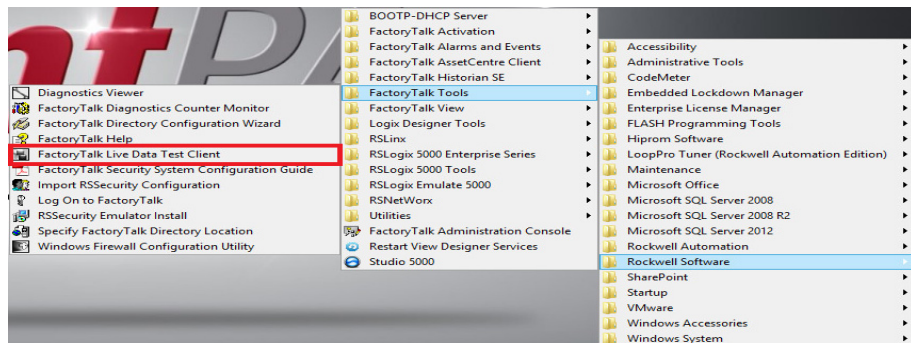 ntPA
Diagnostics Viewer
FactoryTalk Diagnostics Counter Monitor
FactoryTalk Directory Configuration Wizard
FactoryTalk Help
FactoryTalk Live Data Test Client
FactoryTalk Security System Configuration Guide
Import RSSecurity Configuration
Log On to FactoryTalk
RSSecurity Emulator Install
Specify FactoryTalk Directory Location
Windows Firewall Configuration Utility
BOOTP-DHCP Server
FactoryTalk Activation
FactoryTalk Alarms and Events
FactoryTalk AssetCentre Client
FactoryTalk Historian SE
FactoryTalk Tools
FactoryTalk View
Logix Designer Tools
RSLinx
RSLogix 5000 Enterprise Series
RSLogix 5000 Tools
RSLogix Emulate 5000
RSNetWorx
Utilities
FactoryTalk Administration Console
Restart View Designer Services
Studio 5000
Accessibility
Administrative Tools
CodeMeter
Embedded Lockdown Manager
Enterprise License Manager
FLASH Programming Tools
Hiprom Software
LoopPro Tuner (Rockwell Automation Edition)
Maintenance
Microsoft Office
Microsoft SQL Server 2008
Microsoft SQL Server 2008 R2
Microsoft SQL Server 2012
Rockwell Automation
Rockwell Software
SharePoint
Startup
VMware
Windows Accessories
Windows System